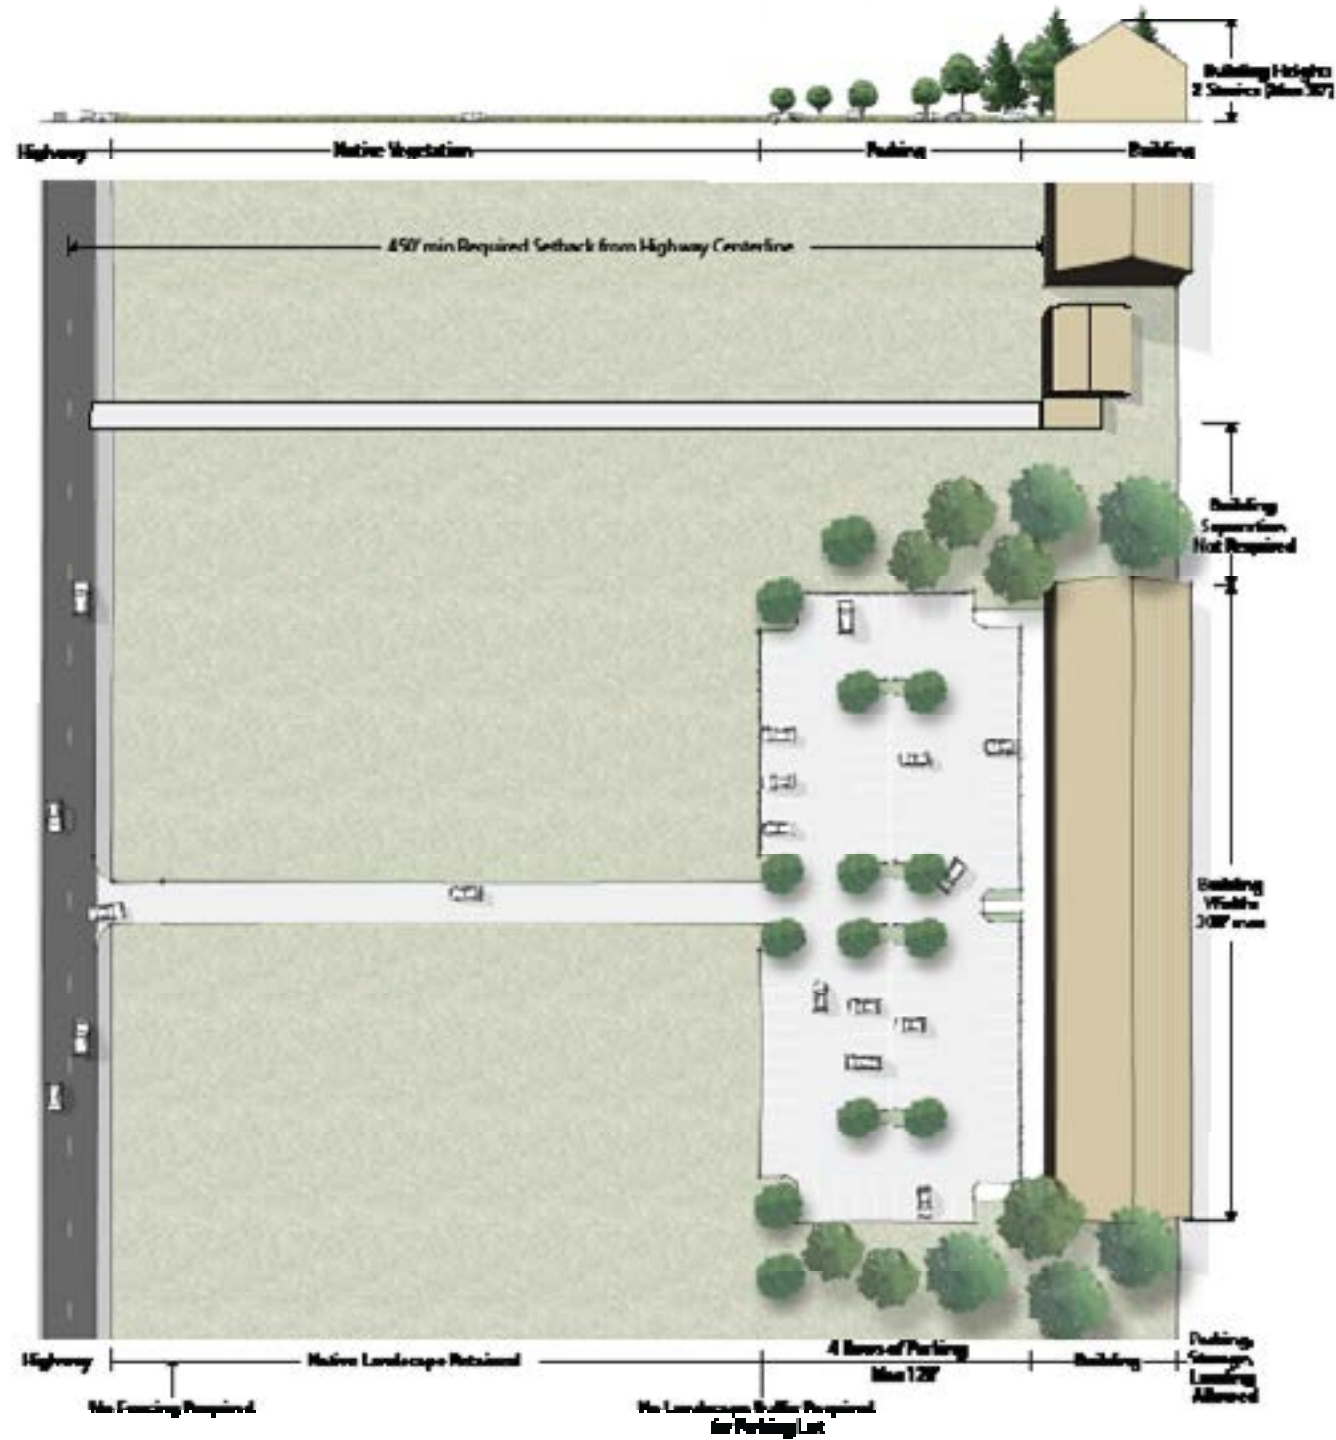 Building Height:
2 Stories (Max 30')
Highway
Native Vegetation
Parking
Building
450' min Required Setback from Highway Centerline
Building
Separation
Not Required
Building
Width:
max
Highway
Native Landscape Retained
4 Rows of Parking
Max 120'
Building
Parking,
Storage,
Loading
Allowed
No Fencing Required
No Landscape Buffer Required
for Parking Lot